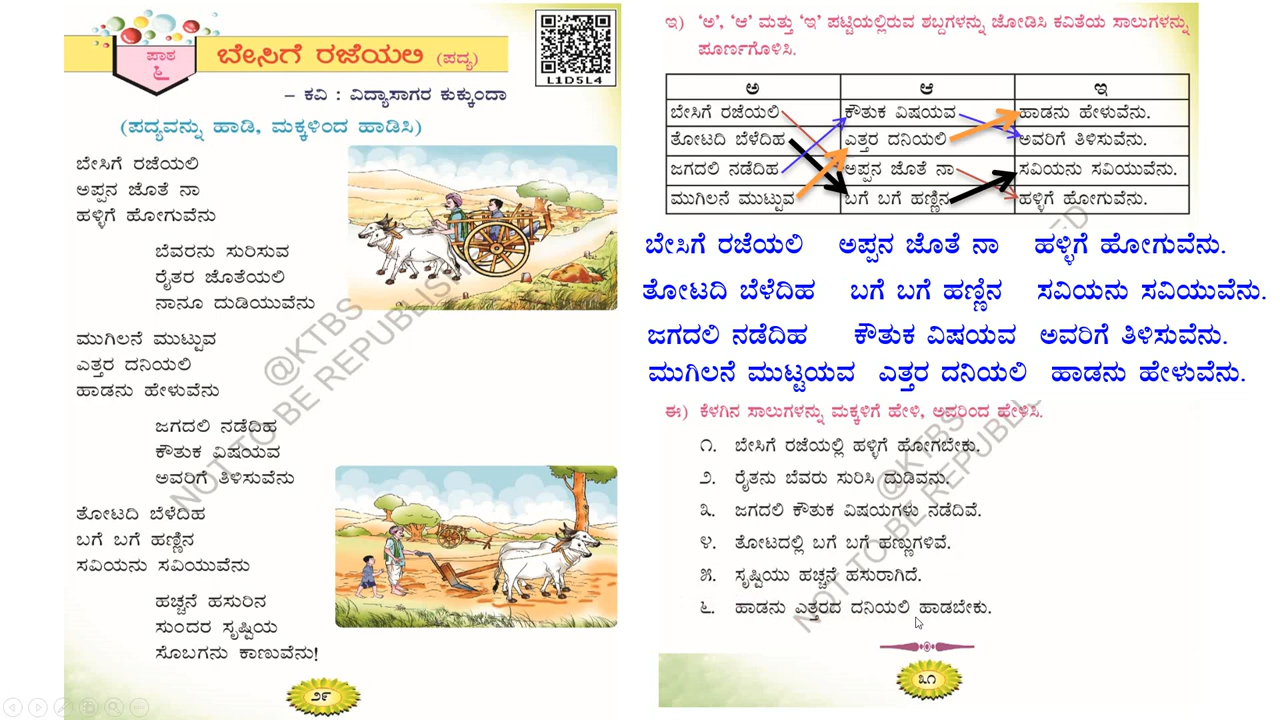 ಪಾಠ
೬
ಬೇಸಿಗೆ ರಜೆಯಲಿ (ಪದ್ಯ)
L1D5L4
– ಕವಿ : ವಿದ್ಯಾಸಾಗರ ಕುಕ್ಕುಂದಾ
(ಪದ್ಯವನ್ನು ಹಾಡಿ, ಮಕ್ಕಳಿಂದ ಹಾಡಿಸಿ)
ಬೇಸಿಗೆ ರಜೆಯಲಿ
ಅಪ್ಪನ ಜೊತೆ ನಾ
ಹಳ್ಳಿಗೆ ಹೋಗುವೆನು
ಬೆವರನು ಸುರಿಸುವ
ರೈತರ ಜೊತೆಯಲಿ
ನಾನೂ ದುಡಿಯುವೆನು
ಮುಗಿಲನೆ ಮುಟ್ಟುವ
ಎತ್ತರ ದನಿಯಲಿ
ಹಾಡನು ಹೇಳುವೆನು
ಜಗದಲಿ ನಡೆದಿಹ
ಕೌತುಕ ವಿಷಯವ
ಅವರಿಗೆ ತಿಳಿಸುವೆನು
ತೋಟದಿ ಬೆಳೆದಿಹ
ಬಗೆ ಬಗೆ ಹಣ್ಣಿನ
ಸವಿಯನು ಸವಿಯುವೆನು
ಹಚ್ಚನೆ ಹಸುರಿನ
ಸುಂದರ ಸೃಷ್ಟಿಯ
ಸೊಬಗನು ಕಾಣುವೆನು!
@KTBS
NOT TO BE REPUBLISHED
೨೯
ಇ) ‘ಅ’, ‘ಆ’ ಮತ್ತು ‘ಇ’ ಪಟ್ಟಿಯಲ್ಲಿರುವ ಶಬ್ದಗಳನ್ನು ಜೋಡಿಸಿ ಕವಿತೆಯ ಸಾಲುಗಳನ್ನು
ಪೂರ್ಣಗೊಳಿಸಿ.
ಅ ಆ ಇ
ಬೇಸಿಗೆ ರಜೆಯಲಿ ಕೌತುಕ ವಿಷಯವ ಹಾಡನು ಹೇಳುವೆನು.
ತೋಟದಿ ಬೆಳೆದಿಹ ಎತ್ತರ ದನಿಯಲಿ ಅವರಿಗೆ ತಿಳಿಸುವೆನು.
ಜಗದಲಿ ನಡೆದಿಹ ಅಪ್ಪನ ಜೊತೆ ನಾ ಸವಿಯನು ಸವಿಯುವೆನು.
ಮುಗಿಲನೆ ಮುಟ್ಟುವ ಬಗೆ ಬಗೆ ಹಣ್ಣಿನ ಹಳ್ಳಿಗೆ ಹೋಗುವೆನು.
ಬೇಸಿಗೆ ರಜೆಯಲಿ ಅಪ್ಪನ ಜೊತೆ ನಾ ಹಳ್ಳಿಗೆ ಹೋಗುವೆನು.
ತೋಟದಿ ಬೆಳೆದಿಹ ಬಗೆ ಬಗೆ ಹಣ್ಣಿನ ಸವಿಯನು ಸವಿಯುವೆನು.
ಜಗದಲಿ ನಡೆದಿಹ ಕೌತುಕ ವಿಷಯವ ಅವರಿಗೆ ತಿಳಿಸುವೆನು.
ಮುಗಿಲನೆ ಮುಟ್ಟಯವ ಎತ್ತರ ದನಿಯಲಿ ಹಾಡನು ಹೇಳುವೆನು.
ಈ) ಕೆಳಗಿನ ಸಾಲುಗಳನ್ನು ಮಕ್ಕಳಿಗೆ ಹೇಳಿ, ಅವರಿಂದ ಹೇಳಿಸಿ.
೧. ಬೇಸಿಗೆ ರಜೆಯಲ್ಲಿ ಹಳ್ಳಿಗೆ ಹೋಗಬೇಕು.
೨. ರೈತನು ಬೆವರು ಸುರಿಸಿ ದುಡಿವನು.
೩. ಜಗದಲಿ ಕೌತುಕ ವಿಷಯಗಳು ನಡೆದಿವೆ.
೪. ತೋಟದಲ್ಲಿ ಬಗೆ ಬಗೆ ಹಣ್ಣುಗಳಿವೆ.
೫. ಸೃಷ್ಟಿಯು ಹಚ್ಚನೆ ಹಸುರಾಗಿದೆ.
೬. ಹಾಡನು ಎತ್ತರದ ದನಿಯಲಿ ಹಾಡಬೇಕು.
@KTBS
೩೧